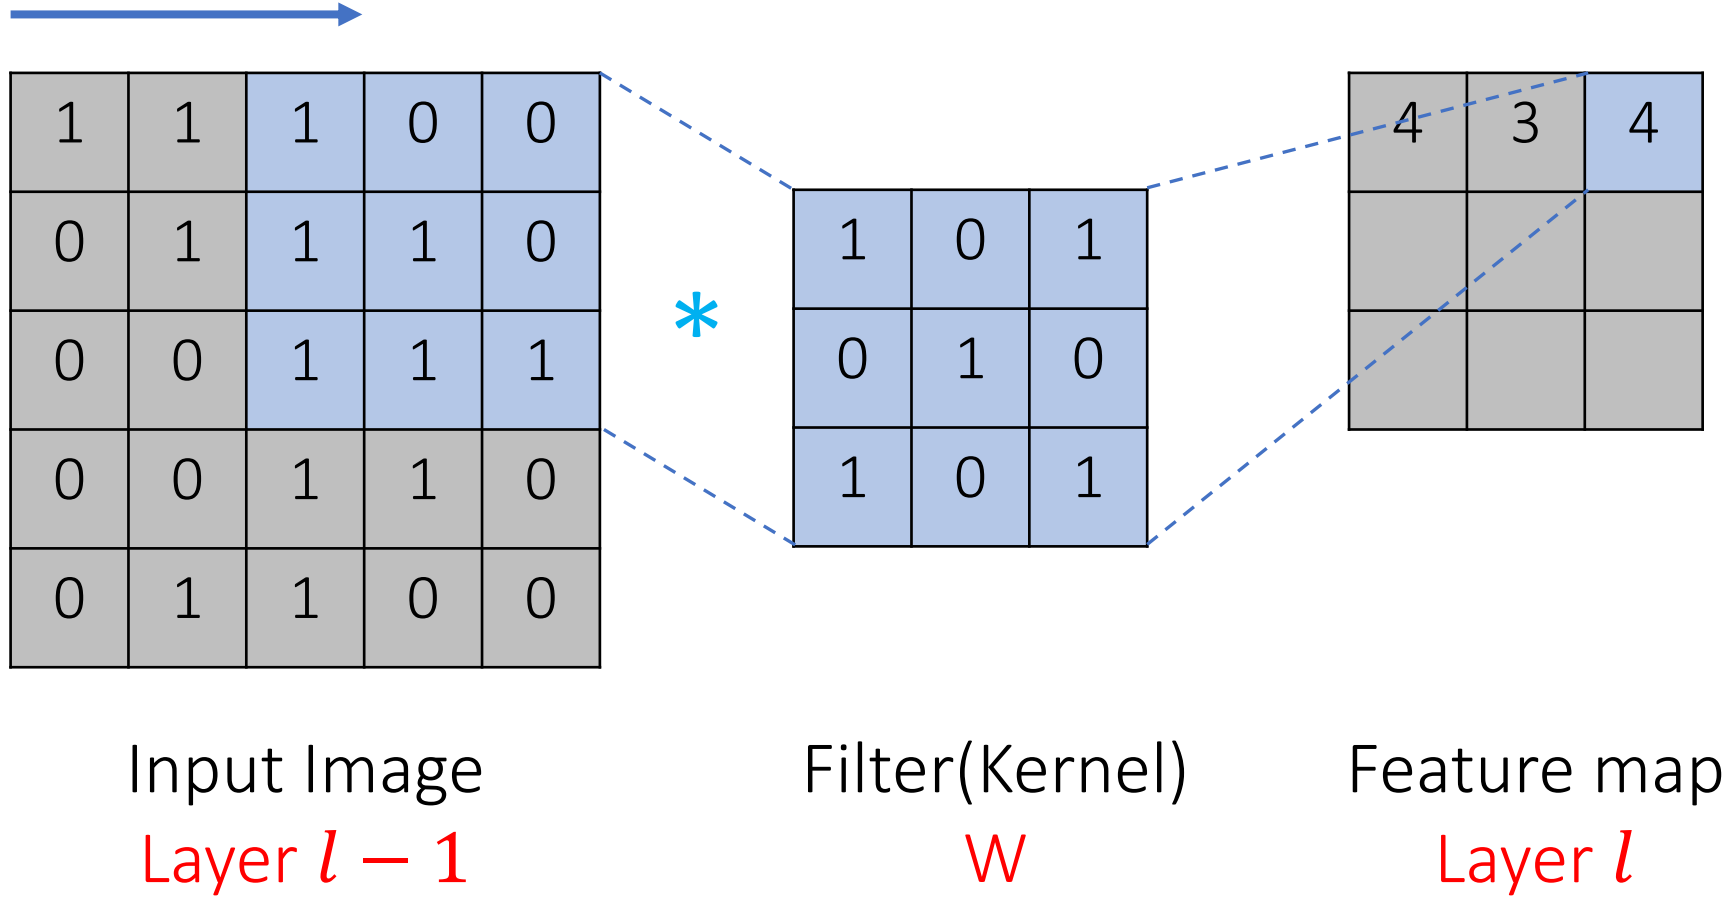 1 1 1 0 0
0 1 1 1 0
0 0 1 1 1
0 0 1 1 0
0 1 1 0 0
*
1 0 1
0 1 0
1 0 1
4 3 4
Input Image
Layer l − 1
Filter(Kernel)
W
Feature map
Layer l